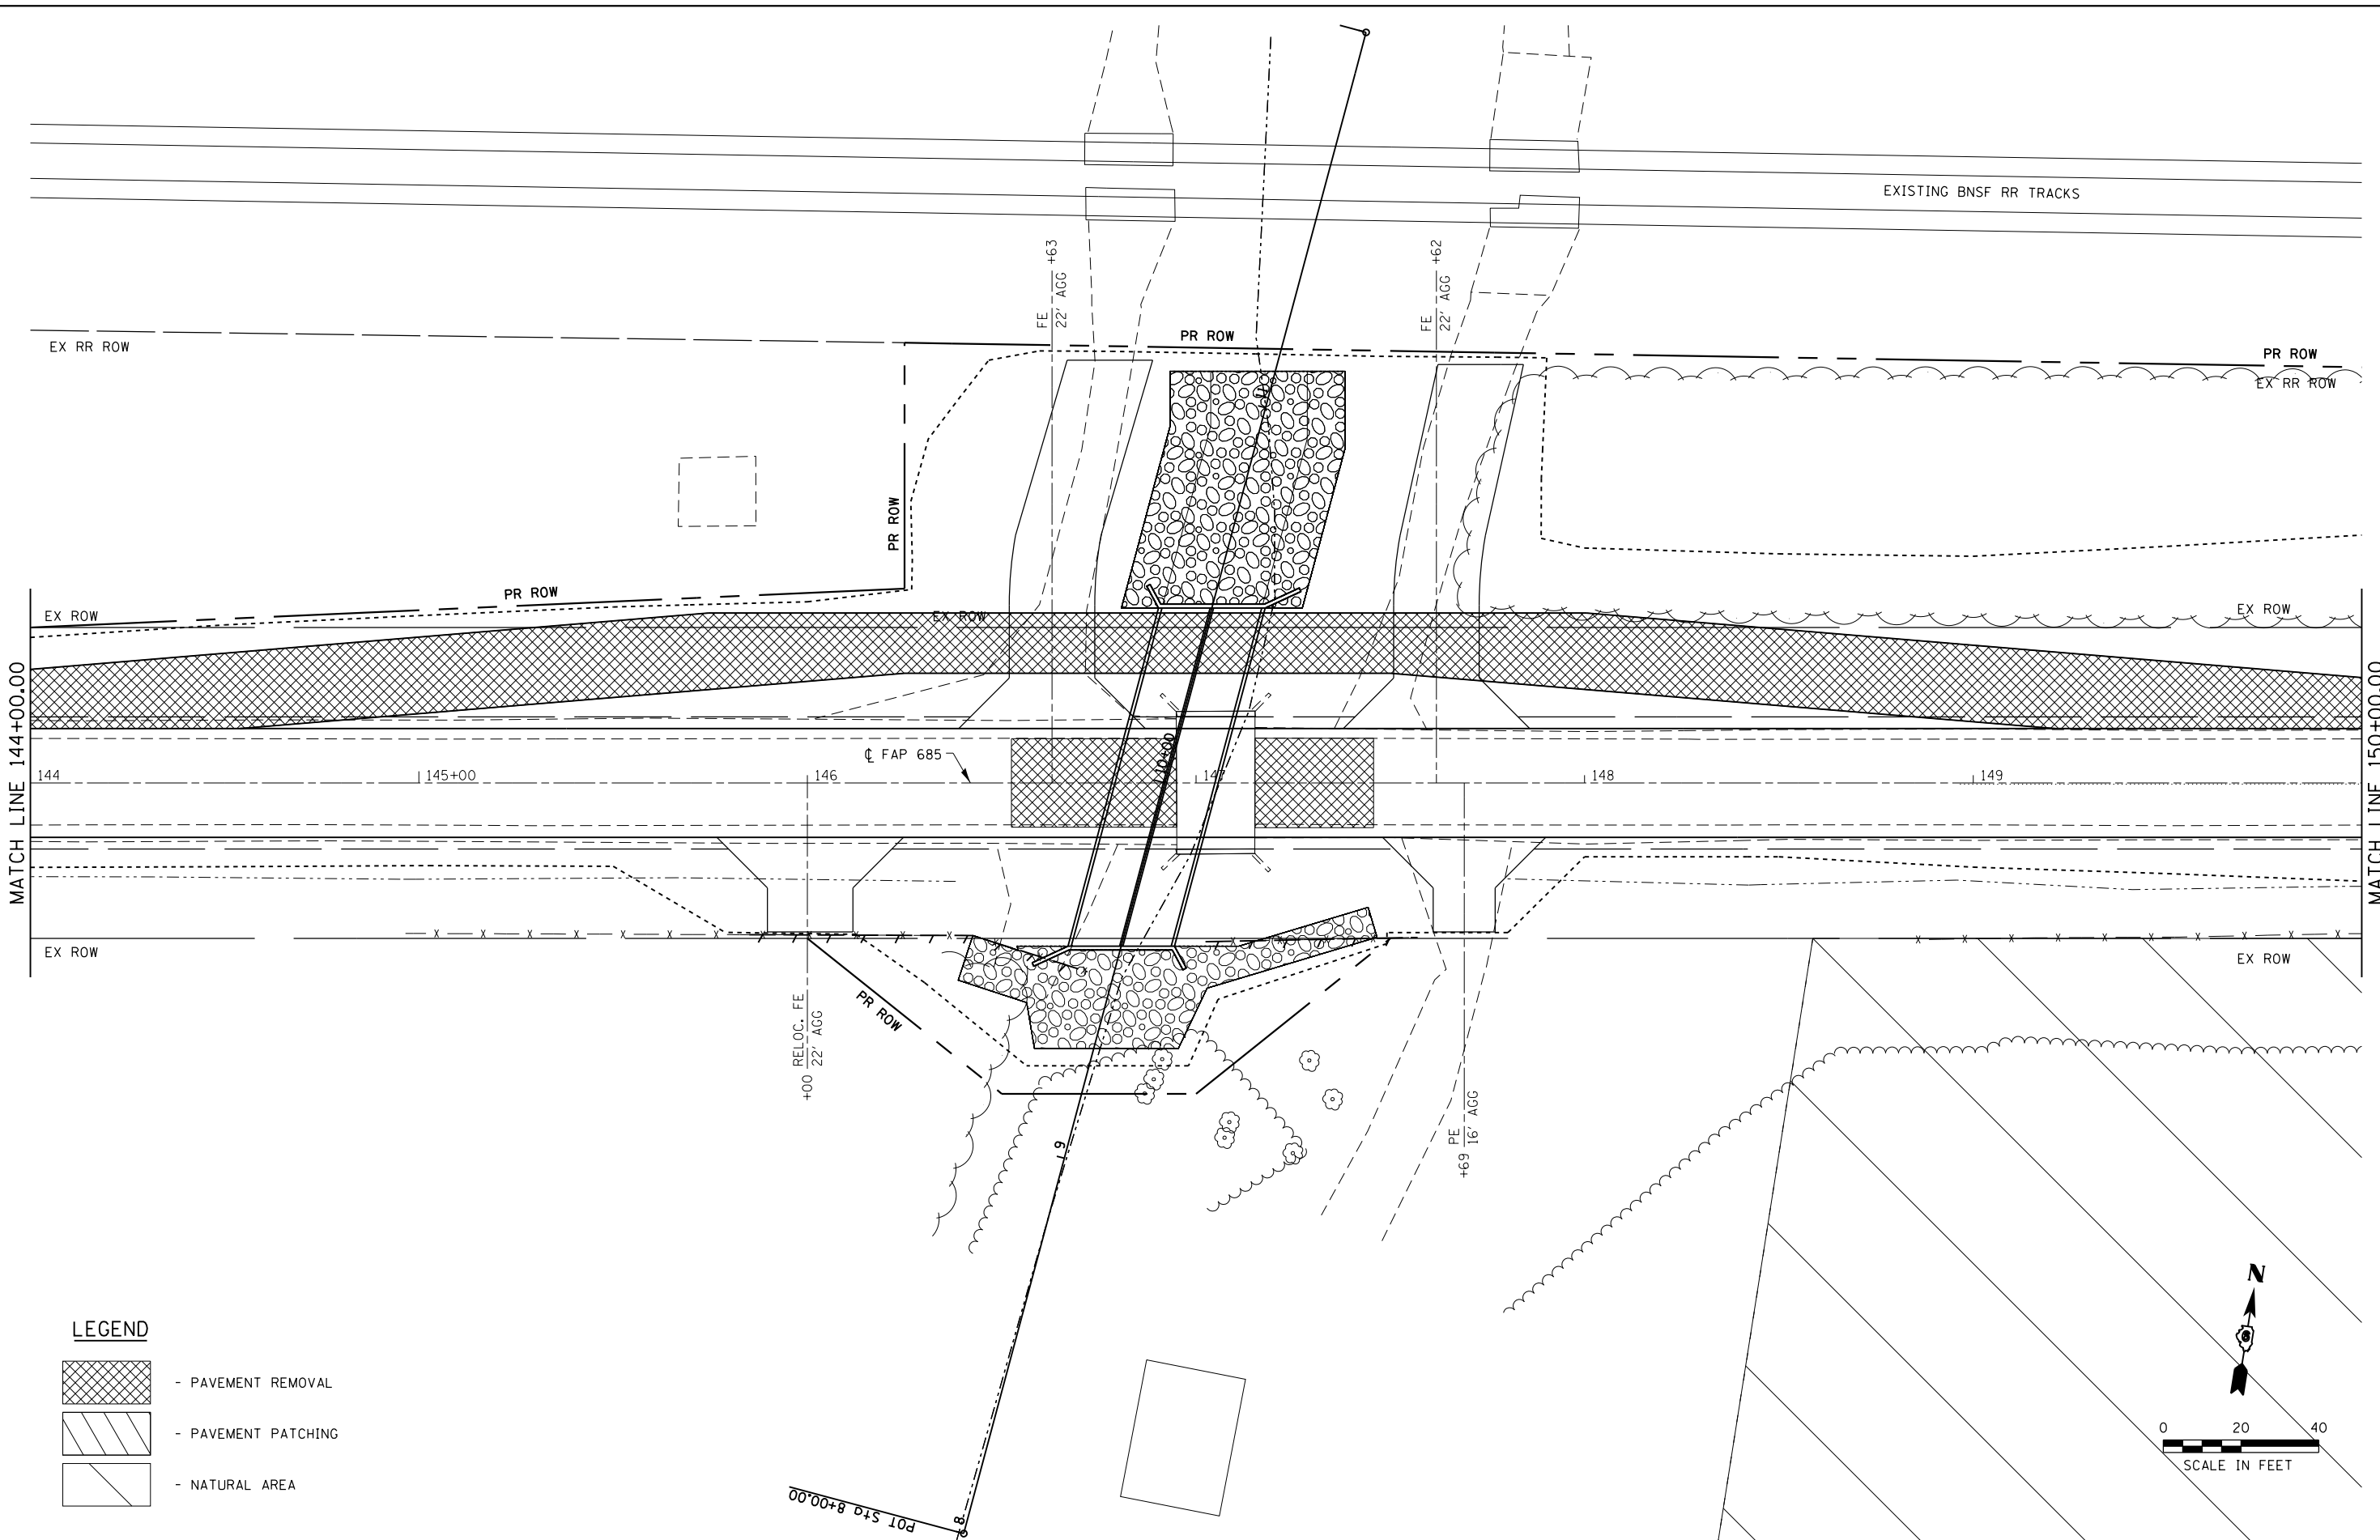 EXISTING BNSF RR TRACKS
+63
FE
22' AGG
+62
FE
22' AGG
EX RR ROW
PR ROW
PR ROW
EX RR ROW
PR ROW
PR ROW
11
EX ROW
EX ROW
EX ROW
MATCH LINE 144+00.00
MATCH LINE 150+00.00
℄ FAP 685
10+00
144
145+00
146
147
148
149
EX ROW
EX ROW
PR ROW
RELOC. FE
+00
22' AGG
PE
+69
16' AGG
9
8
POT Sta 8+00.00
LEGEND
- PAVEMENT REMOVAL
- PAVEMENT PATCHING
- NATURAL AREA
N
0 20 40
SCALE IN FEET